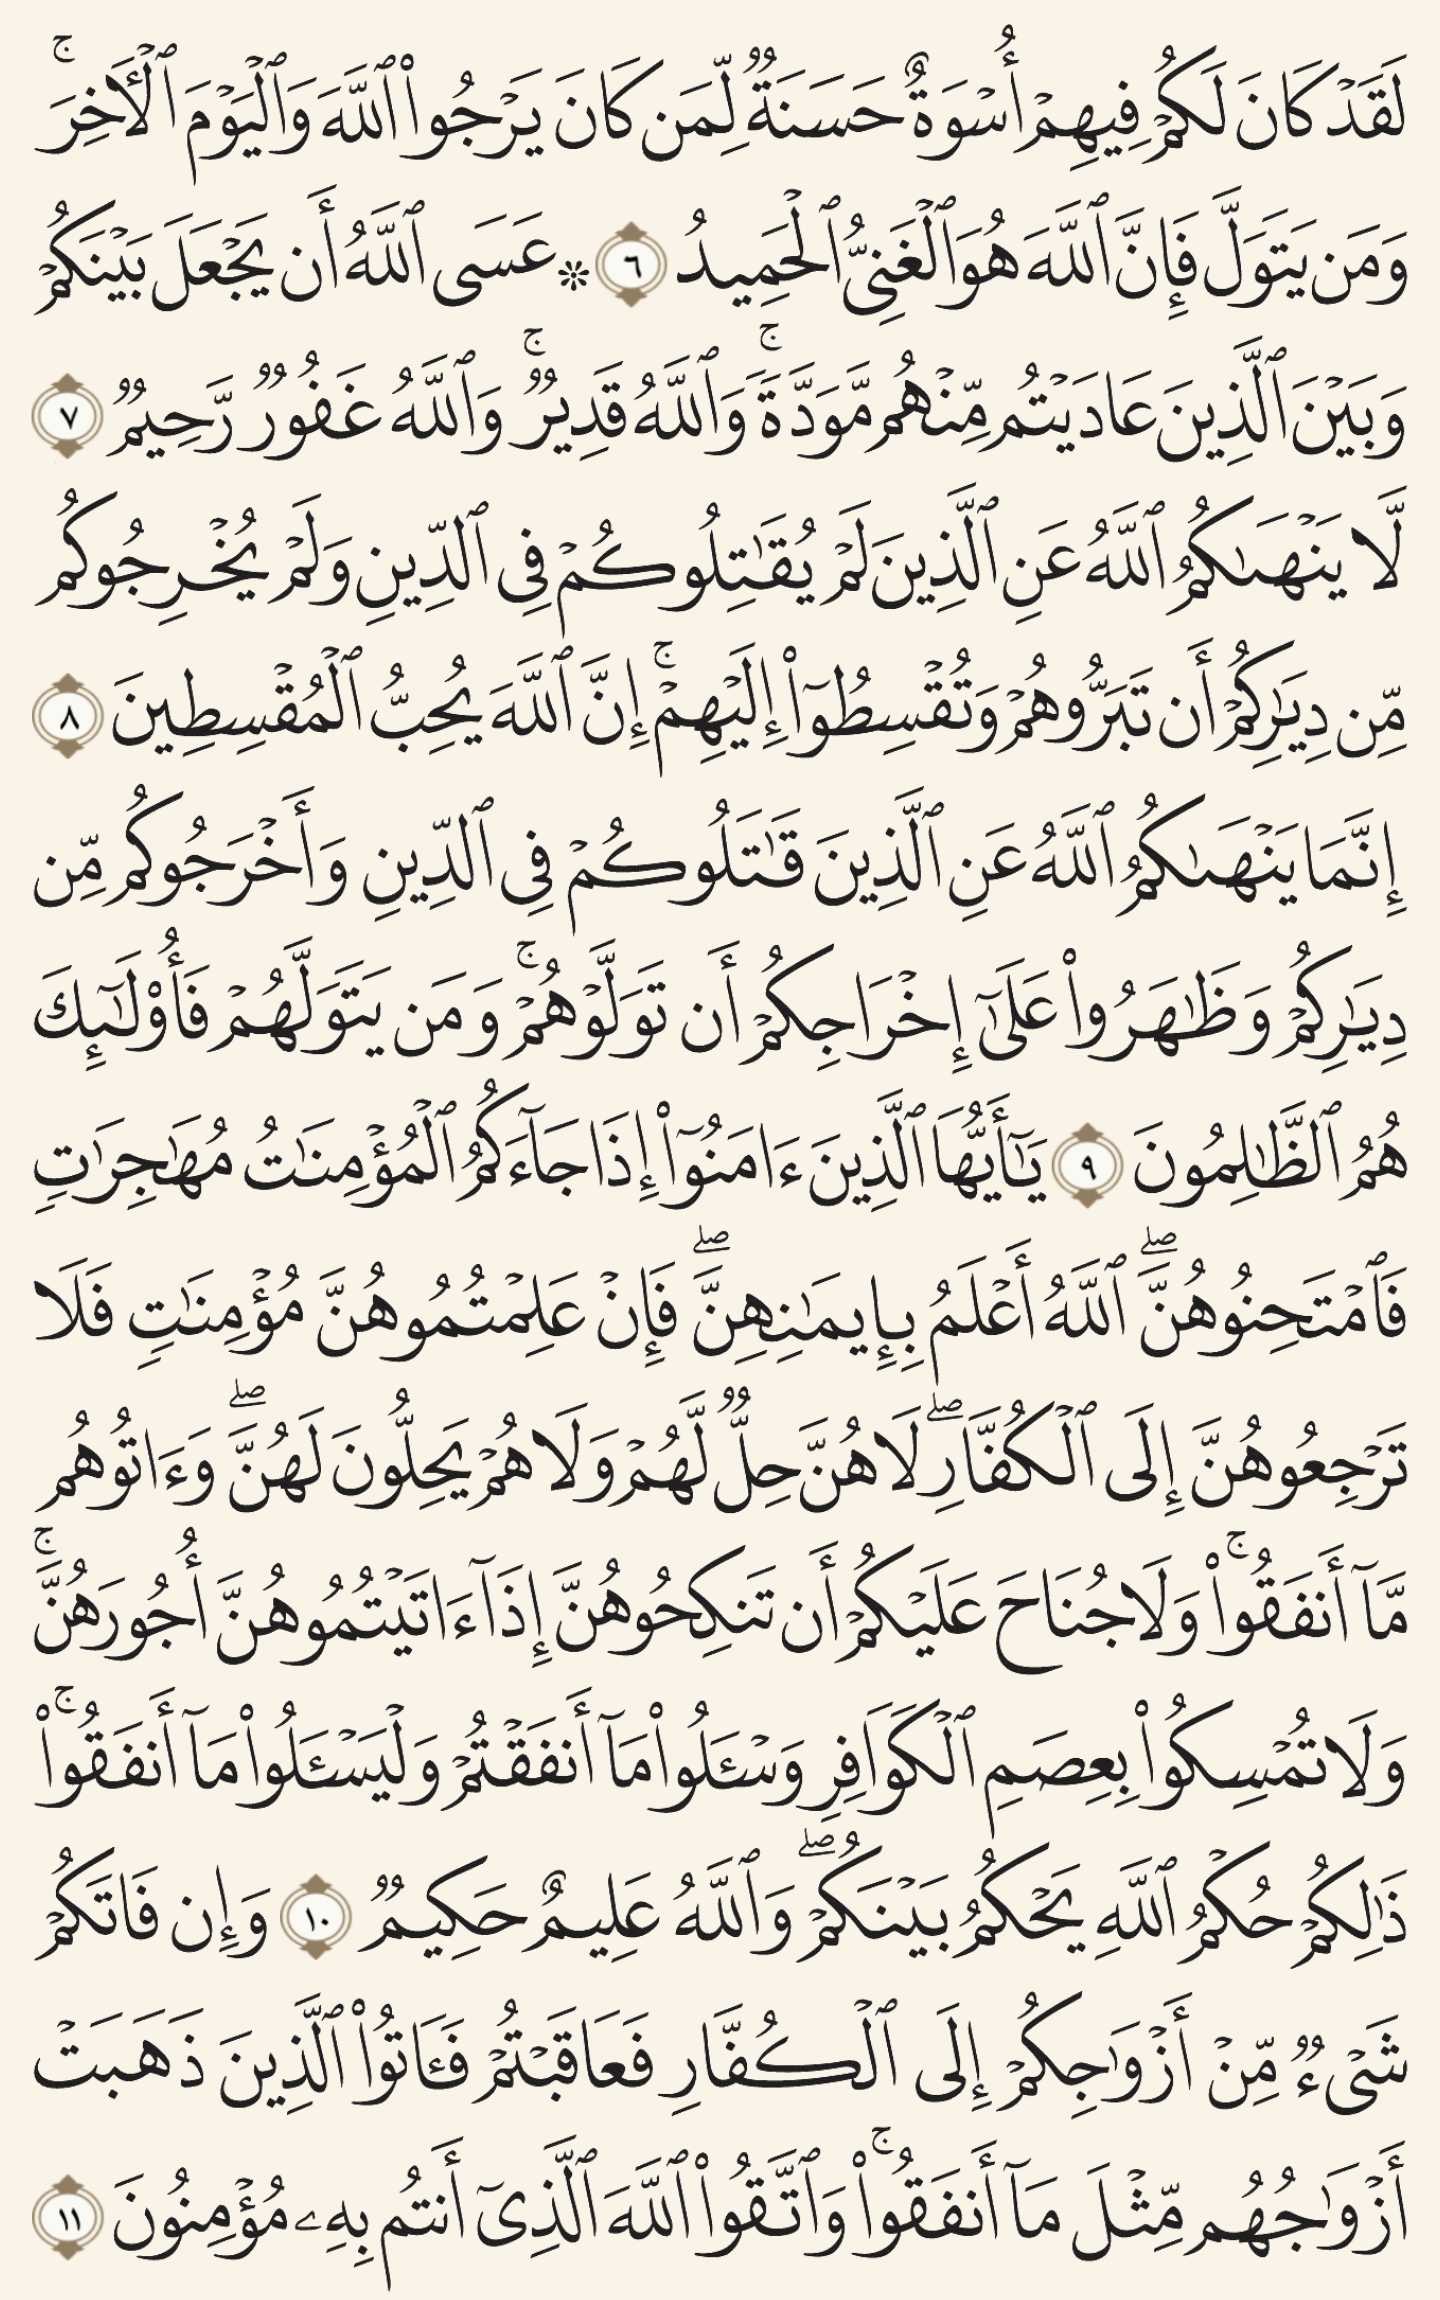 لَقَدْ كَانَ لَكُمْ فِيهِمْ أُسْوَةٌ حَسَنَةٌ لِّمَن كَانَ يَرْجُوا۟ ٱللَّهَ وَٱلْيَوْمَ ٱلْـَٔاخِرَ ۚ
وَمَن يَتَوَلَّ فَإِنَّ ٱللَّهَ هُوَ ٱلْغَنِىُّ ٱلْحَمِيدُ ٦ ۞ عَسَى ٱللَّهُ أَن يَجْعَلَ بَيْنَكُمْ
وَبَيْنَ ٱلَّذِينَ عَادَيْتُم مِّنْهُم مَّوَدَّةً ۚ وَٱللَّهُ قَدِيرٌ ۚ وَٱللَّهُ غَفُورٌ رَّحِيمٌ ٧
لَّا يَنْهَىٰكُمُ ٱللَّهُ عَنِ ٱلَّذِينَ لَمْ يُقَـٰتِلُوكُمْ فِى ٱلدِّينِ وَلَمْ يُخْرِجُوكُم
مِّن دِيَـٰرِكُمْ أَن تَبَرُّوهُمْ وَتُقْسِطُوٓا۟ إِلَيْهِمْ ۚ إِنَّ ٱللَّهَ يُحِبُّ ٱلْمُقْسِطِينَ ٨
إِنَّمَا يَنْهَىٰكُمُ ٱللَّهُ عَنِ ٱلَّذِينَ قَـٰتَلُوكُمْ فِى ٱلدِّينِ وَأَخْرَجُوكُم مِّن
دِيَـٰرِكُمْ وَظَـٰهَرُوا۟ عَلَىٰٓ إِخْرَاجِكُمْ أَن تَوَلَّوْهُمْ ۚ وَمَن يَتَوَلَّهُمْ فَأُو۟لَـٰٓئِكَ
هُمُ ٱلظَّـٰلِمُونَ ٩ يَـٰٓأَيُّهَا ٱلَّذِينَ ءَامَنُوٓا۟ إِذَا جَآءَكُمُ ٱلْمُؤْمِنَـٰتُ مُهَـٰجِرَٰتٍ
فَٱمْتَحِنُوهُنَّ ۖ ٱللَّهُ أَعْلَمُ بِإِيمَـٰنِهِنَّ ۖ فَإِنْ عَلِمْتُمُوهُنَّ مُؤْمِنَـٰتٍ فَلَا
تَرْجِعُوهُنَّ إِلَى ٱلْكُفَّارِ ۖ لَا هُنَّ حِلٌّ لَّهُمْ وَلَا هُمْ يَحِلُّونَ لَهُنَّ ۖ وَءَاتُوهُم
مَّآ أَنفَقُوا۟ ۚ وَلَا جُنَاحَ عَلَيْكُمْ أَن تَنكِحُوهُنَّ إِذَآ ءَاتَيْتُمُوهُنَّ أُجُورَهُنَّ ۚ
وَلَا تُمْسِكُوا۟ بِعِصَمِ ٱلْكَوَافِرِ وَسْـَٔلُوا۟ مَآ أَنفَقْتُمْ وَلْيَسْـَٔلُوا۟ مَآ أَنفَقُوا۟ ۚ
ذَٰلِكُمْ حُكْمُ ٱللَّهِ يَحْكُمُ بَيْنَكُمْ ۖ وَٱللَّهُ عَلِيمٌ حَكِيمٌ ١٠ وَإِن فَاتَكُمْ
شَىْءٌ مِّنْ أَزْوَٰجِكُمْ إِلَى ٱلْكُفَّارِ فَعَاقَبْتُمْ فَـَٔاتُوا۟ ٱلَّذِينَ ذَهَبَتْ
أَزْوَٰجُهُم مِّثْلَ مَآ أَنفَقُوا۟ ۚ وَٱتَّقُوا۟ ٱللَّهَ ٱلَّذِىٓ أَنتُم بِهِۦ مُؤْمِنُونَ ١١